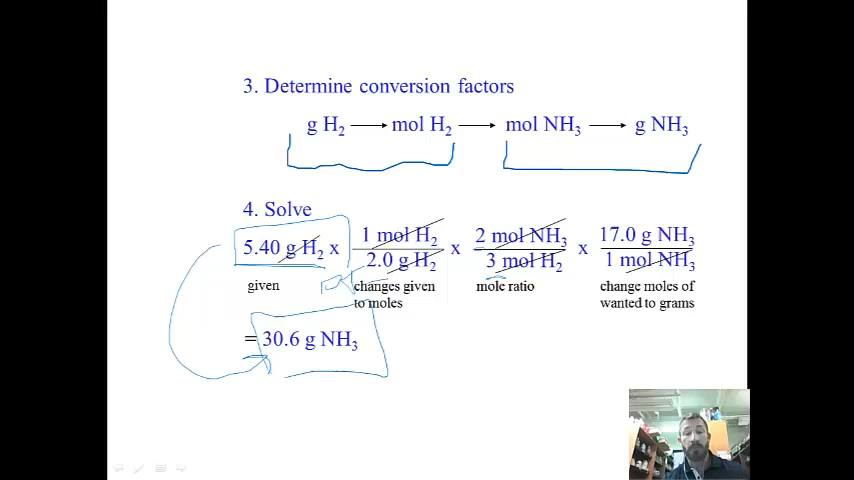 3. Determine conversion factors
g H₂ → mol H₂ → mol NH₃ → g NH₃
4. Solve
5.40 g H₂ x 1 mol H₂ / 2.0 g H₂ x 2 mol NH₃ / 3 mol H₂ x 17.0 g NH₃ / 1 mol NH₃
given
changes given
to moles
mole ratio
change moles of
wanted to grams
= 30.6 g NH₃